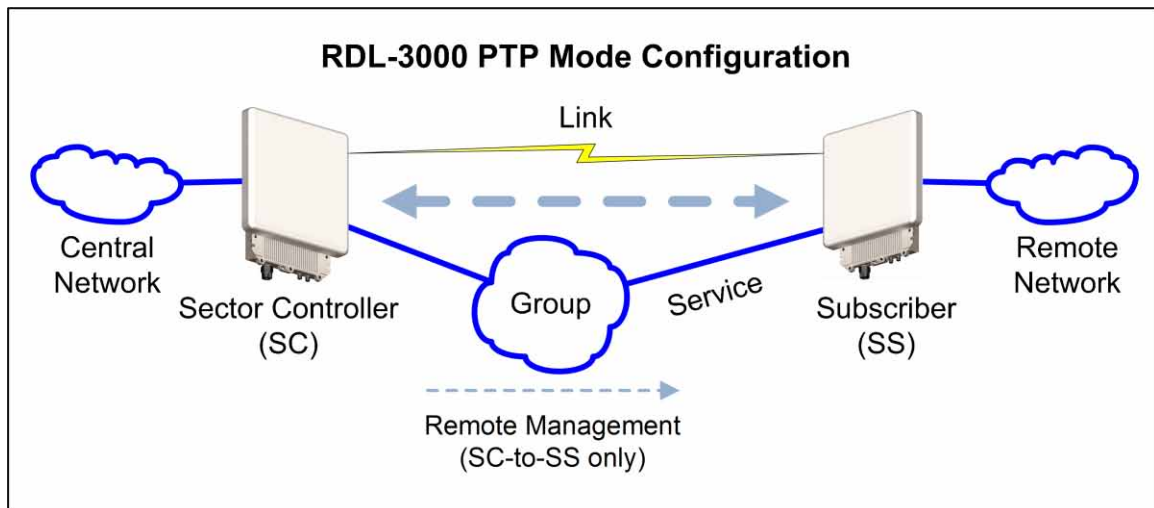 RDL-3000 PTP Mode Configuration
Link
Central
Network
Sector Controller
(SC)
Group
Service
Subscriber
(SS)
Remote
Network
Remote Management
(SC-to-SS only)